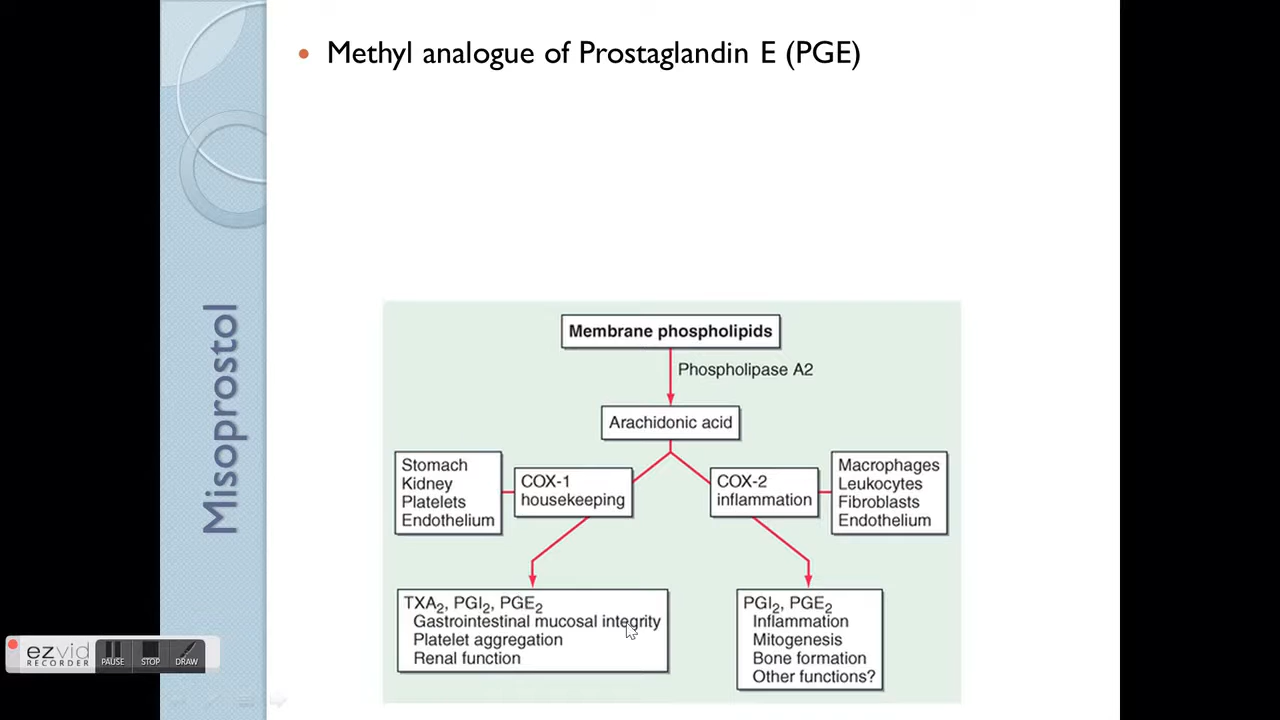 • Methyl analogue of Prostaglandin E (PGE)
Misoprostol
Membrane phospholipids
Phospholipase A2
Arachidonic acid
Stomach
Kidney
Platelets
Endothelium
COX-1
housekeeping
COX-2
inflammation
Macrophages
Leukocytes
Fibroblasts
Endothelium
TXA₂, PGI₂, PGE₂
Gastrointestinal mucosal integrity
Platelet aggregation
Renal function
PGI₂, PGE₂
Inflammation
Mitogenesis
Bone formation
Other functions?
ezvid
RECORDER
PAUSE
STOP
DRAW